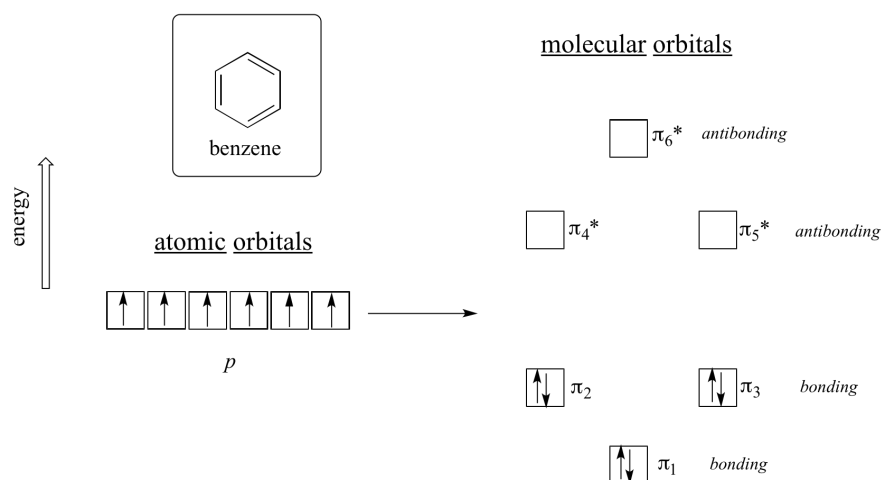 molecular orbitals
π6* antibonding
benzene
energy
π4* π5* antibonding
atomic orbitals
p
π2 π3 bonding
π1 bonding